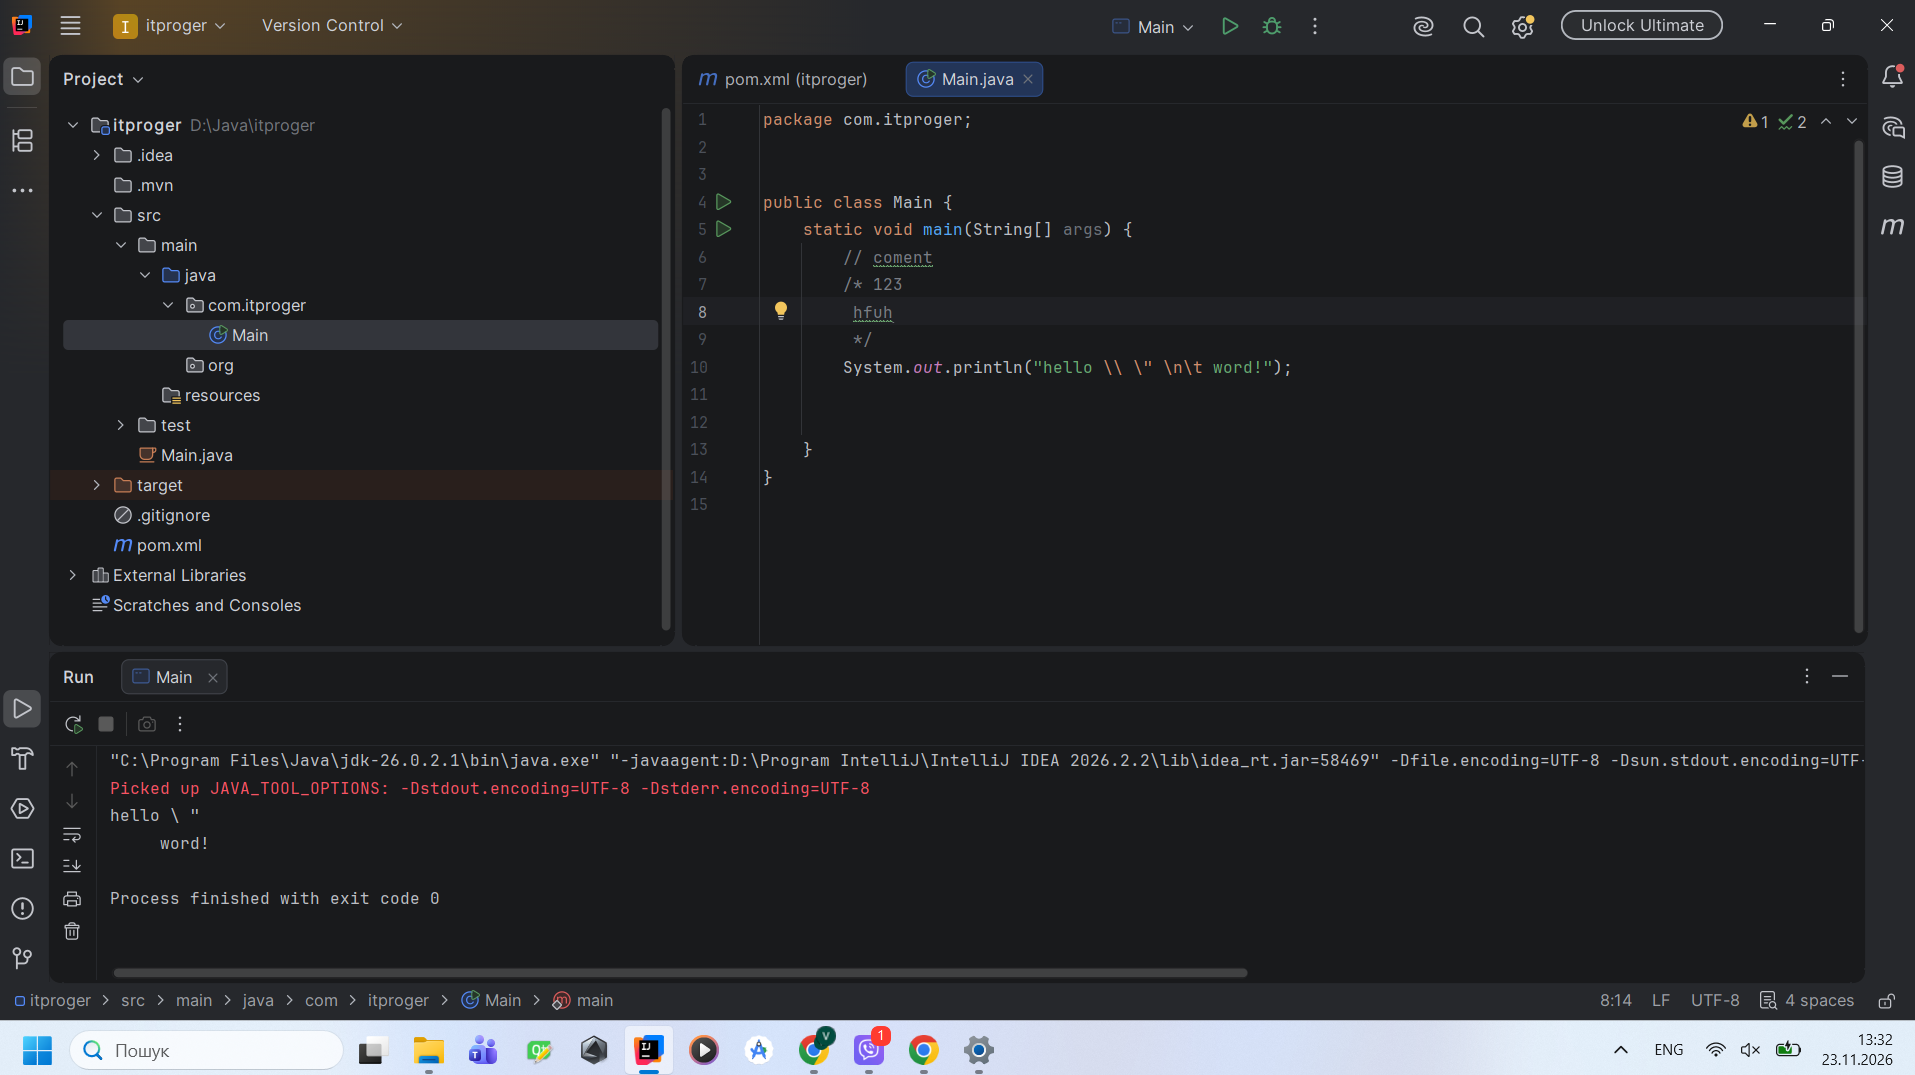 I itproger Version Control Main Unlock Ultimate
Project
itproger D:\Java\itproger
.idea
.mvn
src
main
java
com.itproger
Main
org
resources
test
Main.java
target
.gitignore
m pom.xml
External Libraries
Scratches and Consoles
m pom.xml (itproger) Main.java
1 package com.itproger; 1 2
2
3
4 public class Main {
5 static void main(String[] args) {
6 // coment
7 /* 123
8 hfuh
9 */
10 System.out.println("hello \\ \" \n\t word!");
11
12
13 }
14 }
15
m
Run Main
"C:\Program Files\Java\jdk-26.0.2.1\bin\java.exe" "-javaagent:D:\Program IntelliJ\IntelliJ IDEA 2026.2.2\lib\idea_rt.jar=58469" -Dfile.encoding=UTF-8 -Dsun.stdout.encoding=UTF-
Picked up JAVA_TOOL_OPTIONS: -Dstdout.encoding=UTF-8 -Dstderr.encoding=UTF-8
hello \ "
word!
Process finished with exit code 0
itproger > src > main > java > com > itproger > Main > main 8:14 LF UTF-8 4 spaces
Пошук V 1 ENG 13:32
23.11.2026